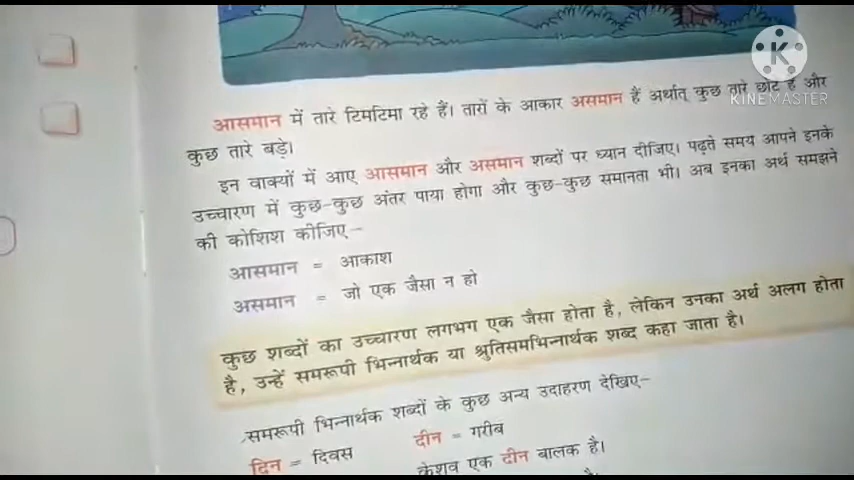 आसमान में तारे टिमटिमा रहे हैं। तारों के आकार असमान हैं अर्थात् कुछ तारे छोटे हैं और
कुछ तारे बड़े।
इन वाक्यों में आए आसमान और असमान शब्दों पर ध्यान दीजिए। पढ़ते समय आपने इनके
उच्चारण में कुछ-कुछ अंतर पाया होगा और कुछ-कुछ समानता भी। अब इनका अर्थ समझने
की कोशिश कीजिए-
आसमान = आकाश
असमान = जो एक जैसा न हो
कुछ शब्दों का उच्चारण लगभग एक जैसा होता है, लेकिन उनका अर्थ अलग होता
है, उन्हें समरूपी भिन्नार्थक या श्रुतिसमभिन्नार्थक शब्द कहा जाता है।
समरूपी भिन्नार्थक शब्दों के कुछ अन्य उदाहरण देखिए-
दिन = दिवस दीन = गरीब
केशव एक दीन बालक है।
K
KINEMASTER